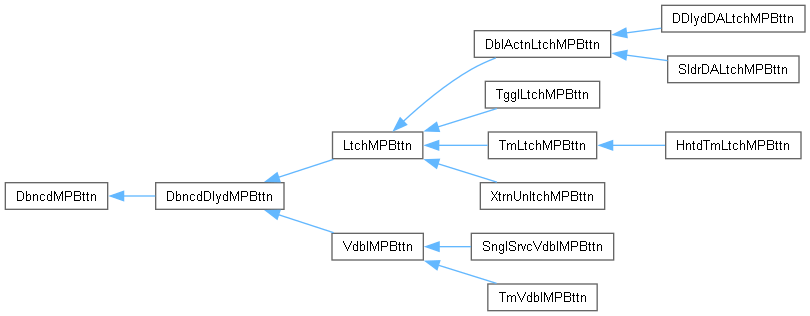 DDlydDALtchMPBttn
DblActnLtchMPBttn
SldrDALtchMPBttn
TgglLtchMPBttn
LtchMPBttn
TmLtchMPBttn
HntdTmLtchMPBttn
DbncdMPBttn
DbncdDlydMPBttn
XtrnUnltchMPBttn
VdblMPBttn
SnglSrvcVdblMPBttn
TmVdblMPBttn